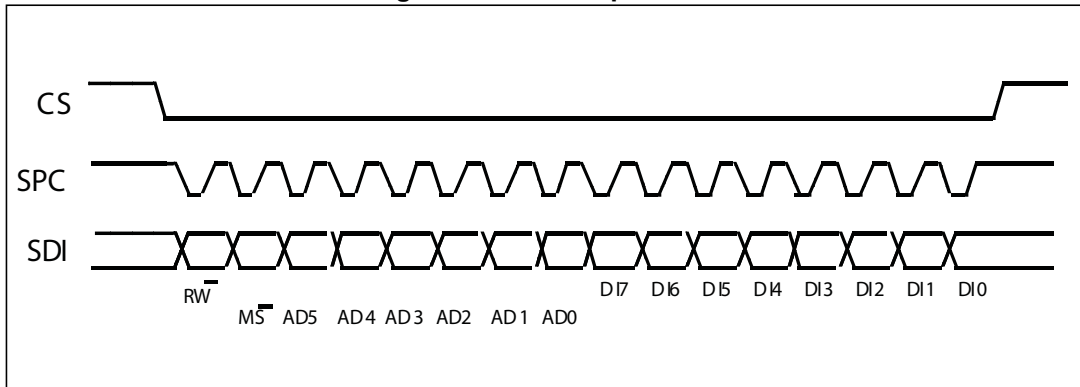 CS
SPC
SDI
RW DI7 DI6 DI5 DI4 DI3 DI2 DI1 DI0
MS AD5 AD4 AD3 AD2 AD1 AD0